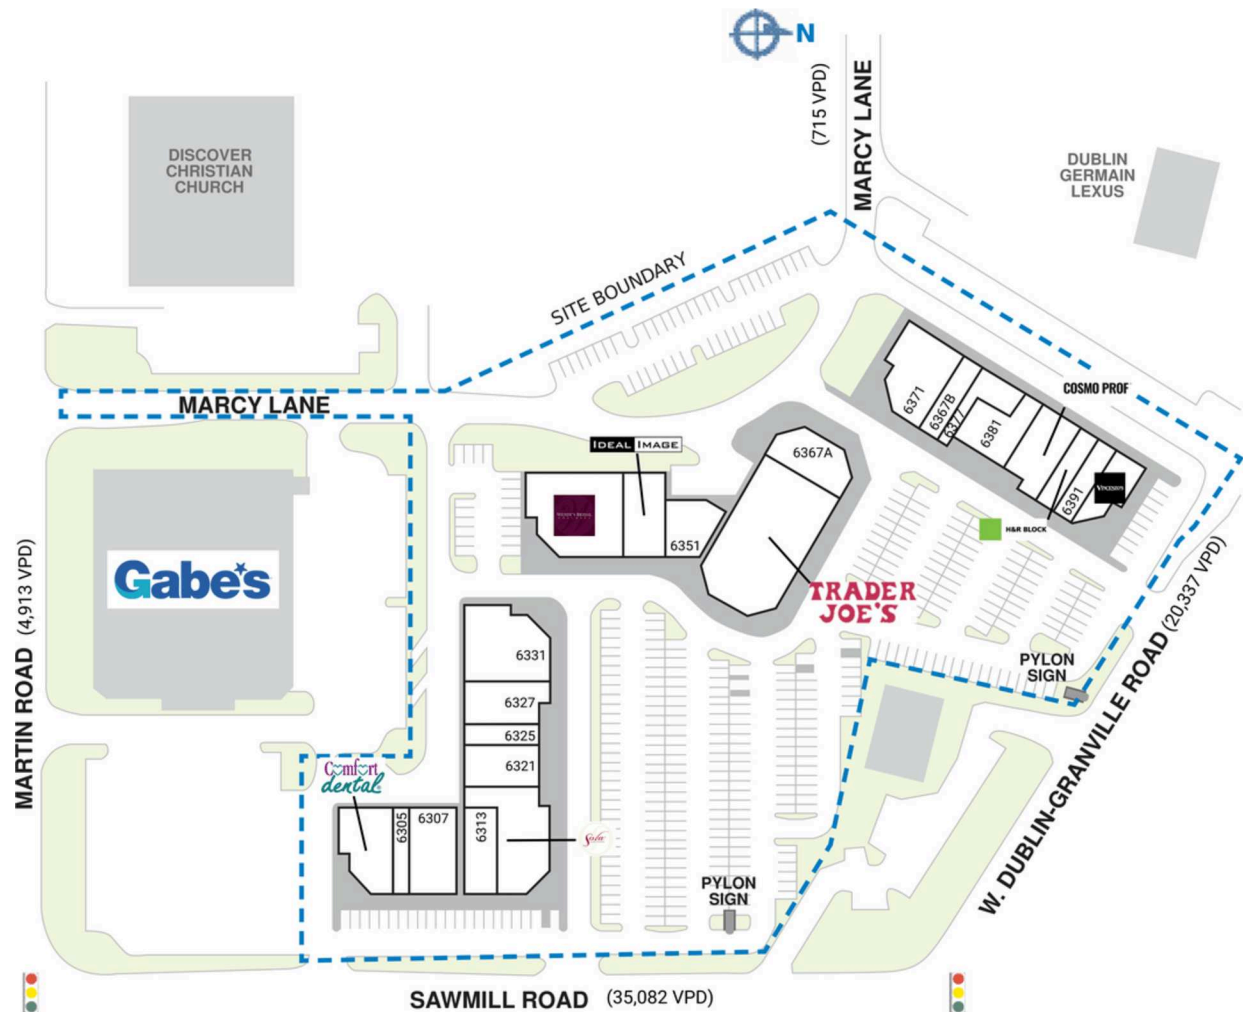 N
(715 VPD)
MARCY LANE
DISCOVER
CHRISTIAN
CHURCH
DUBLIN
GERMAIN
LEXUS
SITE BOUNDARY
MARCY LANE
COSMO PROF
6371
6367B
6377
6381
6391
H&R BLOCK
IDEAL IMAGE
6367A
6351
TRADER
JOE'S
Gabe's
MARTIN ROAD (4,913 VPD)
6331
6327
6325
6321
6313
Comfort
dental
6305
6307
PYLON
SIGN
PYLON
SIGN
W. DUBLIN-GRANVILLE ROAD (20,337 VPD)
SAWMILL ROAD (35,082 VPD)